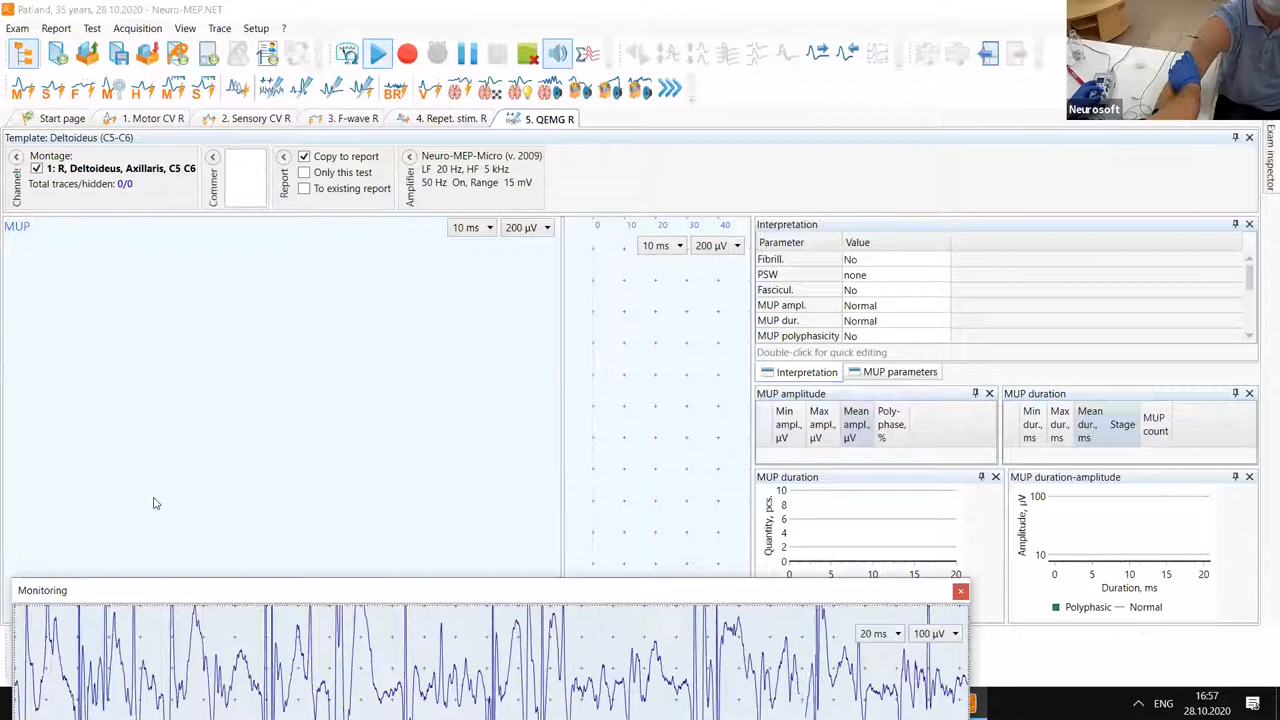 Patland, 35 years, 28.10.2020 - Neuro-MEP.NET
Exam Report Test Acquisition View Trace Setup ?
M S F M H M S BR
Start page 1. Motor CV R 2. Sensory CV R 3. F-wave R 4. Repet. stim. R 5. QEMG R
Neurosoft
Template: Deltoideus (C5-C6)
Exam inspector
Channels
Montage:
1: R, Deltoideus, Axillaris, C5 C6
Total traces/hidden: 0/0
Commer
Report
Copy to report
Only this test
To existing report
Amplifier
Neuro-MEP-Micro (v. 2009)
LF 20 Hz, HF 5 kHz
50 Hz On, Range 15 mV
MUP 10 ms 200 µV
0 10 20 30 40
10 ms 200 µV
Interpretation
Parameter Value
Fibrill. No
PSW none
Fascicul. No
MUP ampl. Normal
MUP dur. Normal
MUP polyphasicity No
Double-click for quick editing
Interpretation MUP parameters
MUP amplitude
Min ampl., µV Max ampl., µV Mean ampl., µV Poly-phase, %
MUP duration
Min dur., ms Max dur., ms Mean dur., ms Stage MUP count
MUP duration
Quantity, pcs.
10
8
6
4
2
0
0 5 10 15 20
MUP duration-amplitude
Amplitude, µV
100
10
0 5 10 15 20
Duration, ms
Polyphasic — Normal
Monitoring
20 ms 100 µV
ENG
16:57
28.10.2020